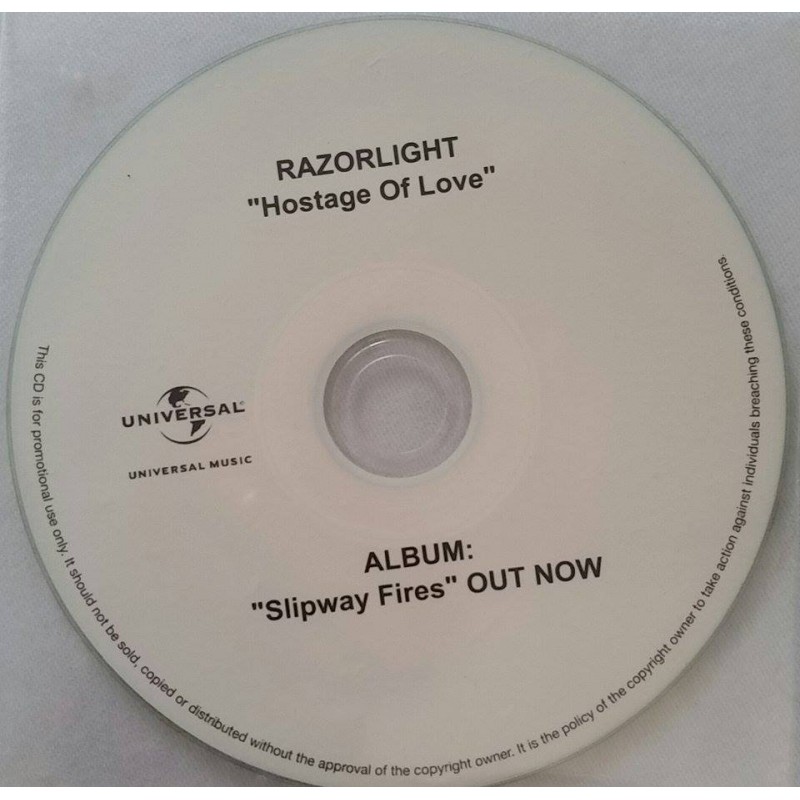 RAZORLIGHT
"Hostage Of Love"
UNIVERSAL
UNIVERSAL MUSIC
ALBUM:
"Slipway Fires" OUT NOW
This CD is for promotional use only. It should not be sold, copied or distributed without the approval of the copyright owner. It is the policy of the copyright owner to take action against individuals breaching these conditions.